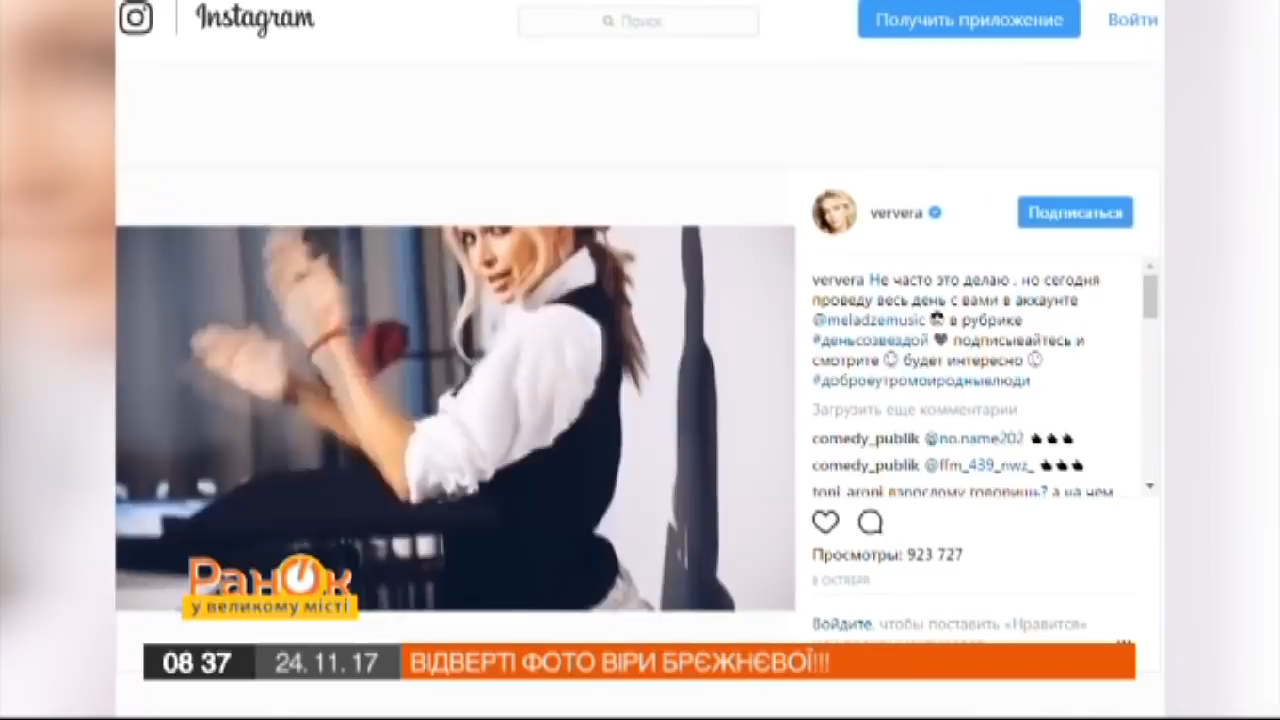 Instagram
Поиск
Получить приложение
Войти
ververa
Подписаться
ververa Не часто это делаю . но сегодня
проведу весь день с вами в аккаунте
@meladzemusic в рубрике
#деньсозвездой подписывайтесь и
смотрите будет интересно
#доброеутромоиродныелюди
Загрузить еще комментарии
comedy_publik @no.name202
comedy_publik @ffm_439_nwz_
toni_aroni взрослому говоришь? а на чем
Просмотры: 923 727
8 ОКТЯБРЯ
Войдите, чтобы поставить «Нравится»
РанОк
у великому місті
08 37 24. 11. 17 ВІДВЕРТІ ФОТО ВІРИ БРЄЖНЄВОЇ!!!